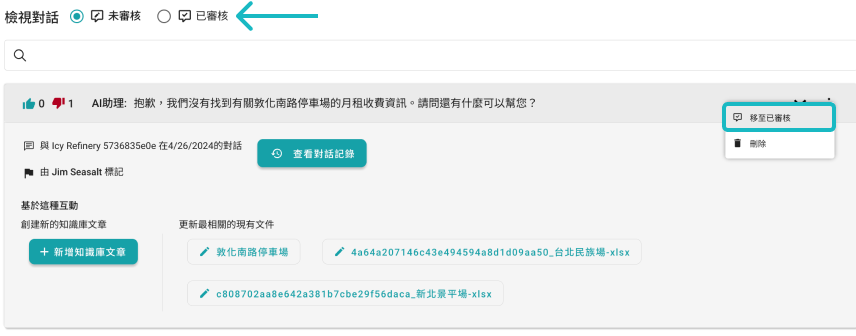 檢視對話 未審核 已審核
0 1 AI助理: 抱歉，我們沒有找到有關敦化南路停車場的月租收費資訊。請問還有什麼可以幫您？
移至已審核
刪除
與 Icy Refinery 5736835e0e 在4/26/2024的對話
查看對話記錄
由 Jim Seasalt 標記
基於這種互動
創建新的知識庫文章 更新最相關的現有文件
新增知識庫文章 敦化南路停車場 4a64a207146c43e494594a8d1d09aa50_台北民族場-xlsx
c808702aa8e642a381b7cbe29f56daca_新北景平場-xlsx